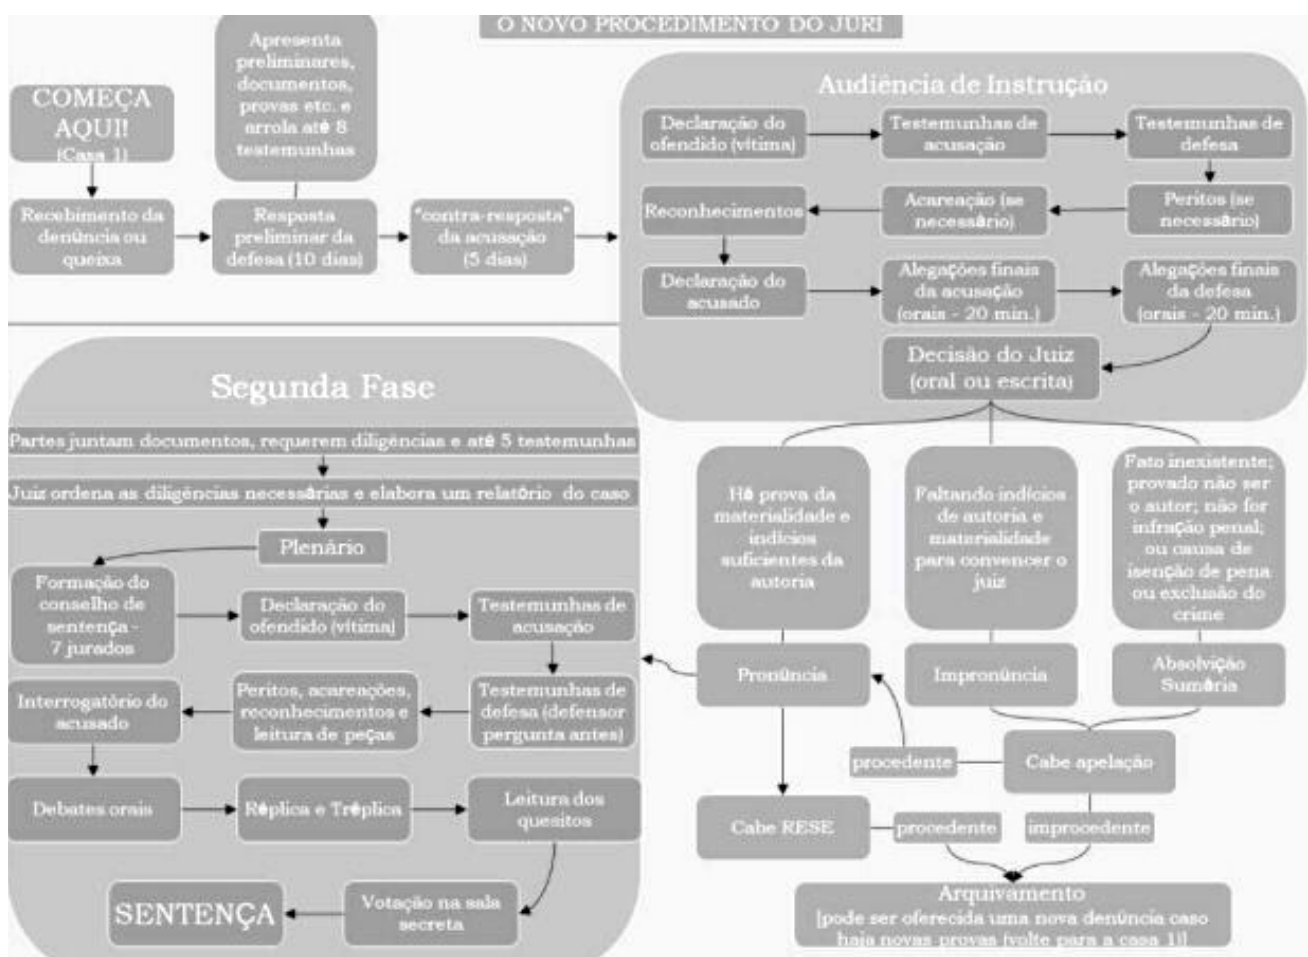 O NOVO PROCEDIMENTO DO JURI
COMEÇA
AQUI!
(Casa 1)
Apresenta
preliminares,
documentos,
provas etc. e
arrola até 8
testemunhas
Recebimento da
denúncia ou
queixa
Resposta
preliminar da
defesa (10 dias)
"contra-resposta"
da acusação
(5 dias)
Audiência de Instrução
Declaração do
ofendido (vítima)
Testemunhas de
acusação
Testemunhas de
defesa
Peritos (se
necessário)
Acareação (se
necessário)
Reconhecimentos
Declaração do
acusado
Alegações finais
da acusação
(orais - 20 min.)
Alegações finais
da defesa
(orais - 20 min.)
Decisão do Juiz
(oral ou escrita)
Há prova da
materialidade e
indícios
suficientes da
autoria
Faltando indícios
de autoria e
materialidade
para convencer o
juiz
Fato inexistente;
provado não ser
o autor; não for
infração penal;
ou causa de
isenção de pena
ou exclusão do
crime
Pronúncia
Impronúncia
Absolvição
Sumária
procedente
Cabe apelação
Cabe RESE
procedente
improcedente
Arquivamento
[pode ser oferecida uma nova denúncia caso
haja novas provas (volte para a casa 1)]
Segunda Fase
Partes juntam documentos, requerem diligências e até 5 testemunhas
Juiz ordena as diligências necessárias e elabora um relatório do caso
Plenário
Formação do
conselho de
sentença -
7 jurados
Declaração do
ofendido (vítima)
Testemunhas de
acusação
Testemunhas de
defesa (defensor
pergunta antes)
Peritos, acareações,
reconhecimentos e
leitura de peças
Interrogatório do
acusado
Debates orais
Réplica e Tréplica
Leitura dos
quesitos
Votação na sala
secreta
SENTENÇA